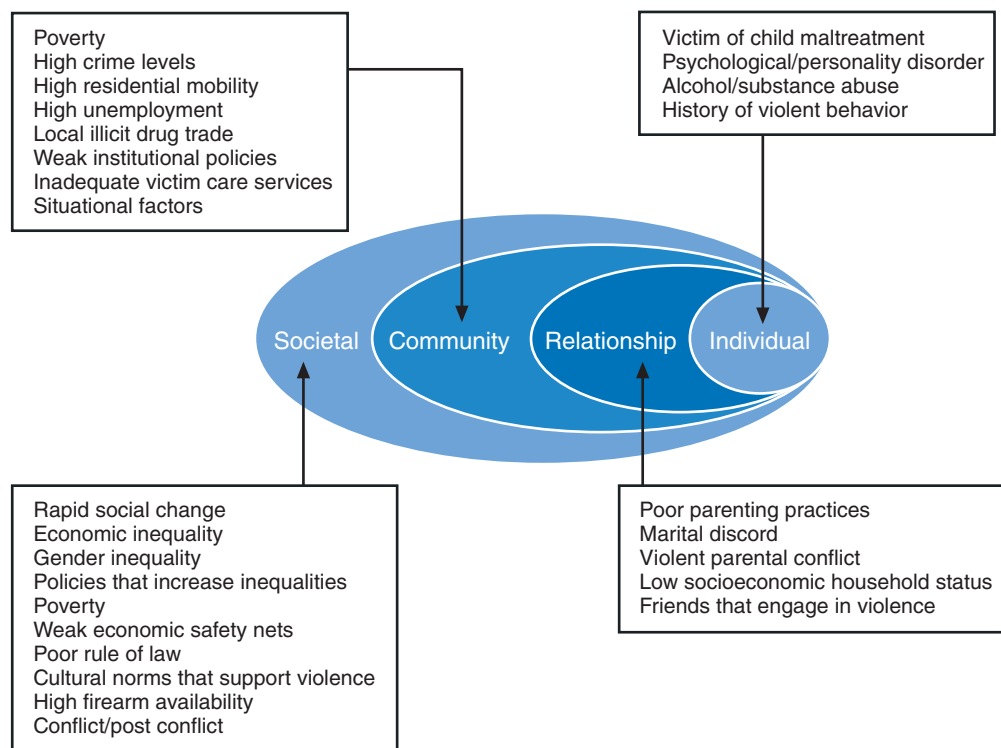 Poverty
High crime levels
High residential mobility
High unemployment
Local illicit drug trade
Weak institutional policies
Inadequate victim care services
Situational factors
Victim of child maltreatment
Psychological/personality disorder
Alcohol/substance abuse
History of violent behavior
Societal
Community
Relationship
Individual
Rapid social change
Economic inequality
Gender inequality
Policies that increase inequalities
Poverty
Weak economic safety nets
Poor rule of law
Cultural norms that support violence
High firearm availability
Conflict/post conflict
Poor parenting practices
Marital discord
Violent parental conflict
Low socioeconomic household status
Friends that engage in violence